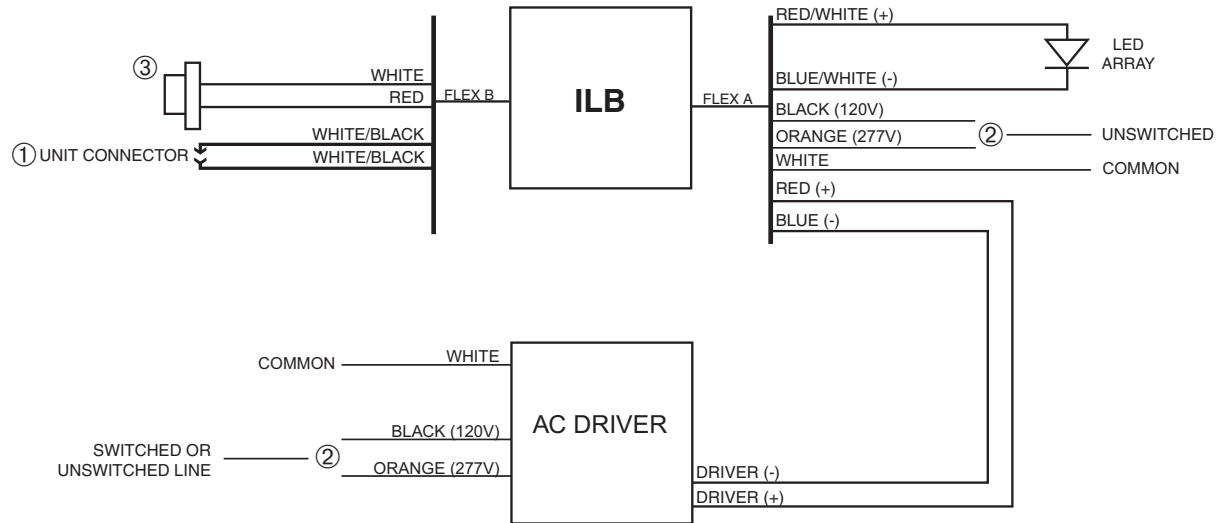 RED/WHITE (+)
LED
ARRAY
③
WHITE
RED
FLEX B
ILB
FLEX A
BLUE/WHITE (-)
BLACK (120V)
ORANGE (277V)
②
UNSWITCHED
WHITE/BLACK
① UNIT CONNECTOR
WHITE/BLACK
WHITE
COMMON
RED (+)
BLUE (-)
COMMON
WHITE
AC DRIVER
BLACK (120V)
SWITCHED OR
UNSWITCHED LINE
②
ORANGE (277V)
DRIVER (-)
DRIVER (+)